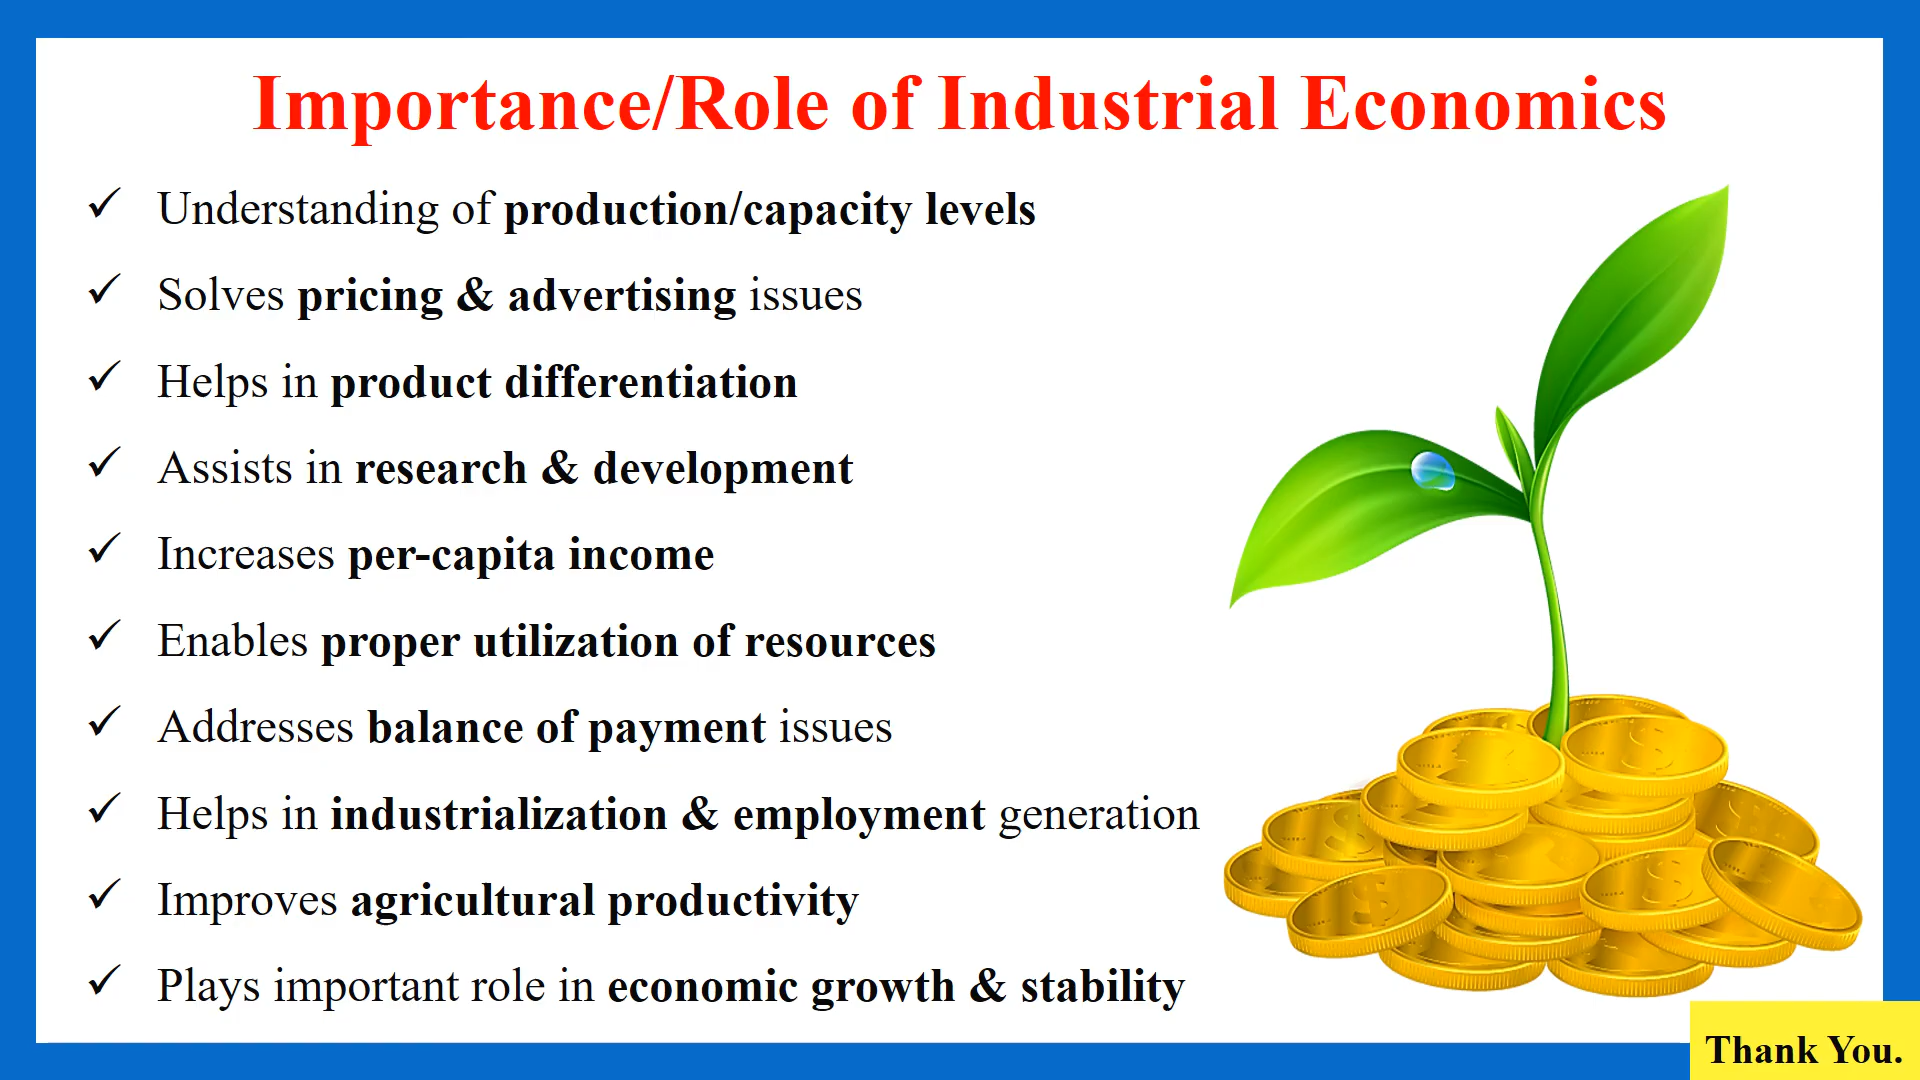 Importance/Role of Industrial Economics
✓ Understanding of production/capacity levels
✓ Solves pricing & advertising issues
✓ Helps in product differentiation
✓ Assists in research & development
✓ Increases per-capita income
✓ Enables proper utilization of resources
✓ Addresses balance of payment issues
✓ Helps in industrialization & employment generation
✓ Improves agricultural productivity
✓ Plays important role in economic growth & stability
Thank You.